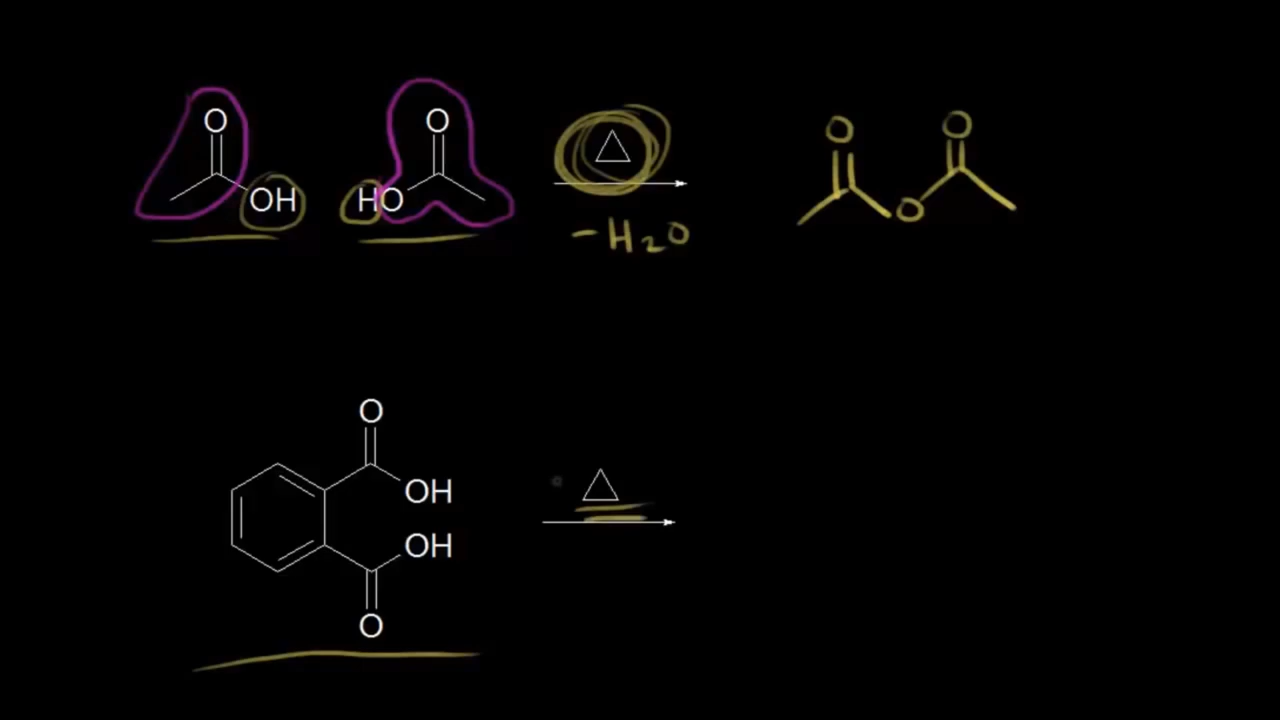 O O △ O O
OH HO O
-H2O
O
OH △
OH
O